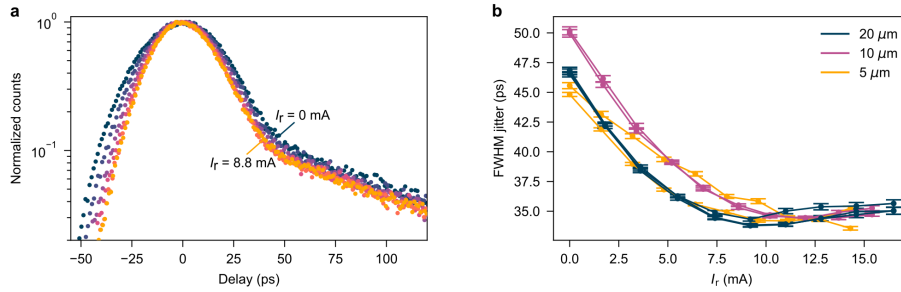 a
Normalized counts
10⁰
10⁻¹
I_r = 0 mA
I_r = 8.8 mA
−50 −25 0 25 50 75 100
Delay (ps)
b
FWHM jitter (ps)
50.0
47.5
45.0
42.5
40.0
37.5
35.0
20 μm
10 μm
5 μm
0.0 2.5 5.0 7.5 10.0 12.5 15.0
I_r (mA)